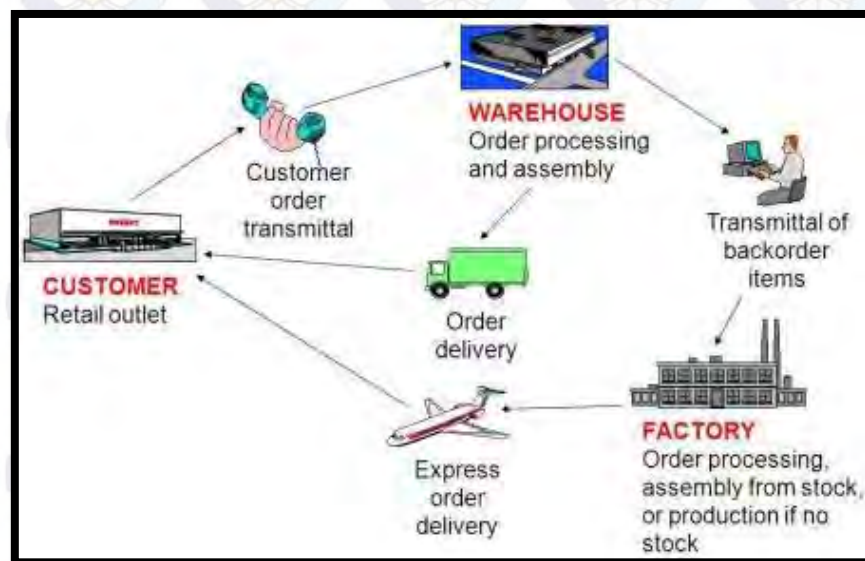 WAREHOUSE
Order processing
and assembly
Customer
order
transmittal
Transmittal of
backorder
items
CUSTOMER
Retail outlet
Order
delivery
FACTORY
Order processing,
assembly from stock,
or production if no
stock
Express
order
delivery